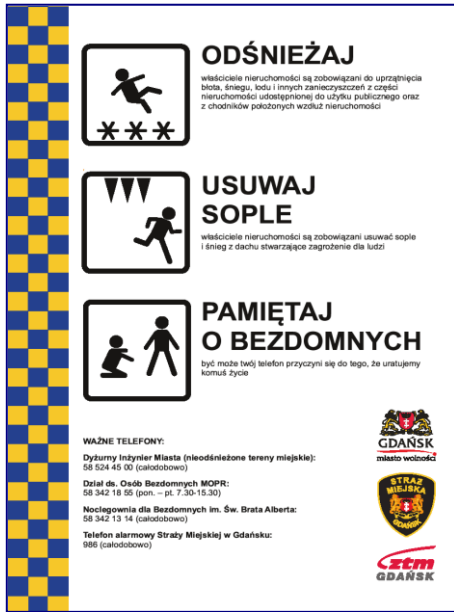 ODŚNIEŻAJ
właściciele nieruchomości są zobowiązani do uprzątnięcia
błota, śniegu, lodu i innych zanieczyszczeń z części
nieruchomości udostępnionej do użytku publicznego oraz
z chodników położonych wzdłuż nieruchomości
USUWAJ
SOPLE
właściciele nieruchomości są zobowiązani usuwać sople
i śnieg z dachu stwarzające zagrożenie dla ludzi
PAMIĘTAJ
O BEZDOMNYCH
być może twój telefon przyczyni się do tego, że uratujemy
komuś życie
WAŻNE TELEFONY:
Dyżurny Inżynier Miasta (nieodśnieżone tereny miejskie):
58 524 45 00 (całodobowo)
Dział ds. Osób Bezdomnych MOPR:
58 342 18 55 (pon. – pt. 7.30-15.30)
Noclegownia dla Bezdomnych im. Św. Brata Alberta:
58 342 13 14 (całodobowo)
Telefon alarmowy Straży Miejskiej w Gdańsku:
986 (całodobowo)
GDAŃSK
miasto wolności
STRAŻ
MIEJSKA
GDAŃSK
ztm
GDAŃSK